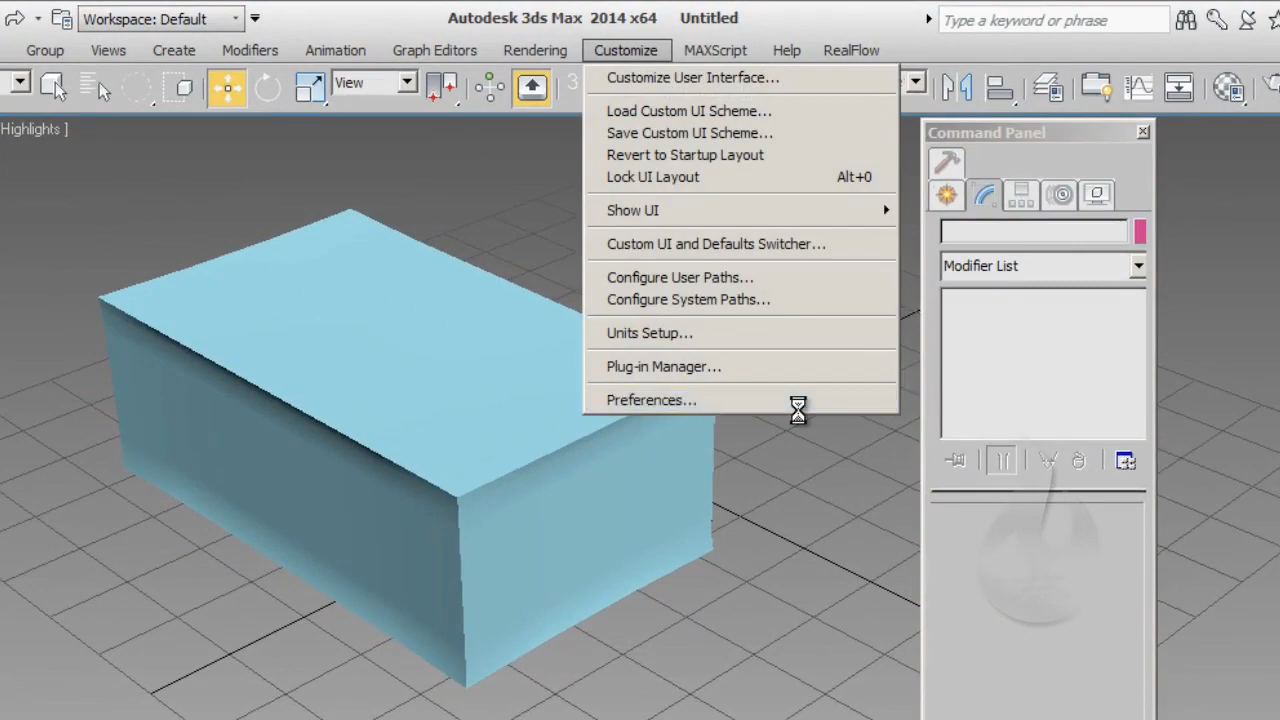 Workspace: Default
Autodesk 3ds Max 2014 x64 Untitled
Type a keyword or phrase
Group Views Create Modifiers Animation Graph Editors Rendering Customize MAXScript Help RealFlow
View
3
Highlights ]
Customize User Interface...
Load Custom UI Scheme...
Save Custom UI Scheme...
Revert to Startup Layout
Lock UI Layout Alt+0
Show UI
Custom UI and Defaults Switcher...
Configure User Paths...
Configure System Paths...
Units Setup...
Plug-in Manager...
Preferences...
Command Panel
Modifier List